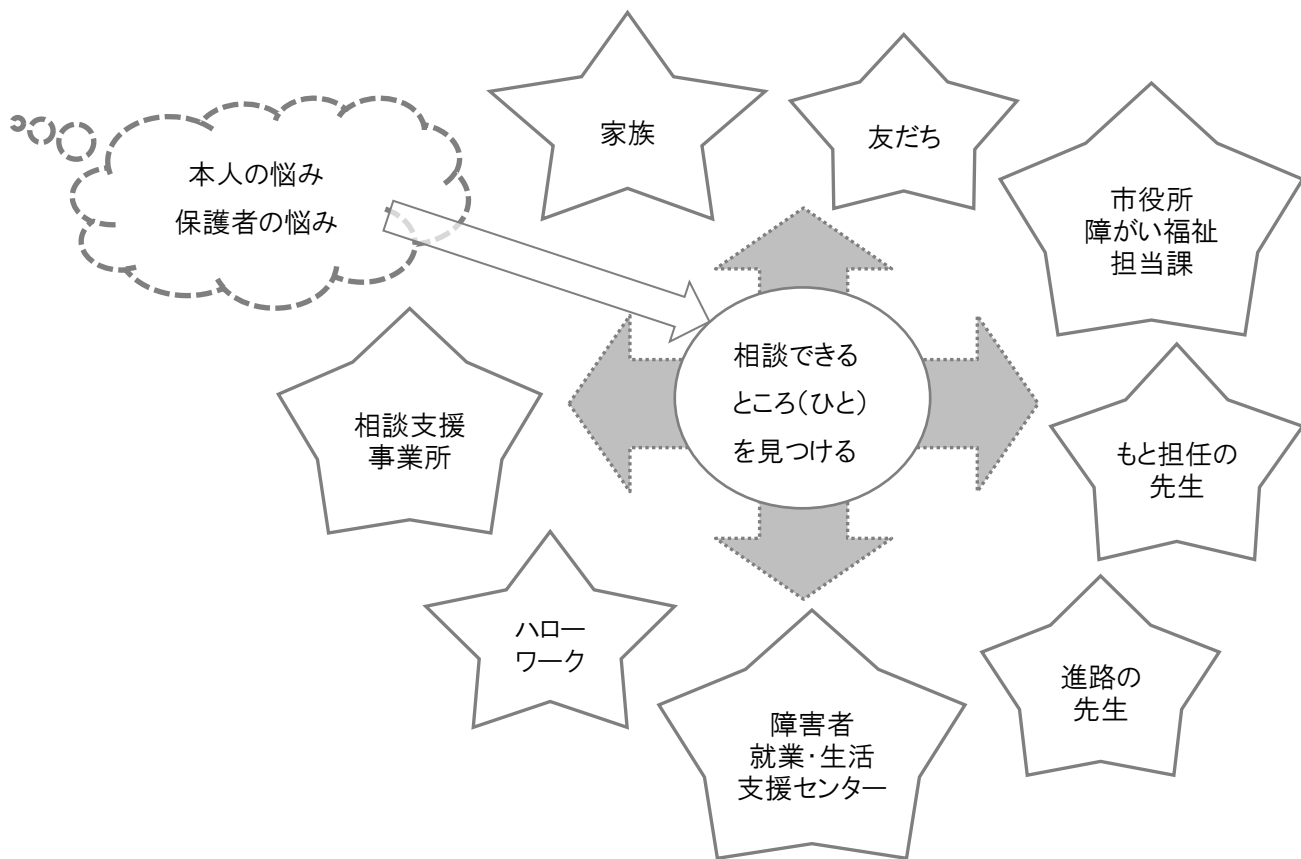 本人の悩み
保護者の悩み
家族
友だち
市役所
障がい福祉
担当課
相談できる
ところ(ひと)
を見つける
相談支援
事業所
もと担任の
先生
ハロー
ワーク
障害者
就業・生活
支援センター
進路の
先生